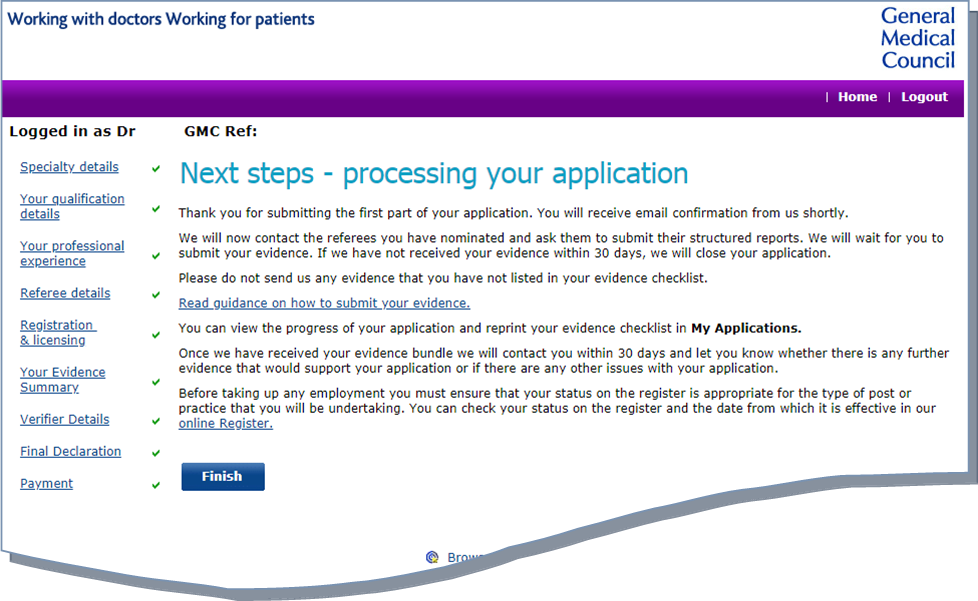 Working with doctors Working for patients
General
Medical
Council
| Home | Logout
Logged in as Dr GMC Ref:
Specialty details
Your qualification
details
Your professional
experience
Referee details
Registration
& licensing
Your Evidence
Summary
Verifier Details
Final Declaration
Payment
Next steps - processing your application
Thank you for submitting the first part of your application. You will receive email confirmation from us shortly.
We will now contact the referees you have nominated and ask them to submit their structured reports. We will wait for you to
submit your evidence. If we have not received your evidence within 30 days, we will close your application.
Please do not send us any evidence that you have not listed in your evidence checklist.
Read guidance on how to submit your evidence.
You can view the progress of your application and reprint your evidence checklist in My Applications.
Once we have received your evidence bundle we will contact you within 30 days and let you know whether there is any further
evidence that would support your application or if there are any other issues with your application.
Before taking up any employment you must ensure that your status on the register is appropriate for the type of post or
practice that you will be undertaking. You can check your status on the register and the date from which it is effective in our
online Register.
Finish